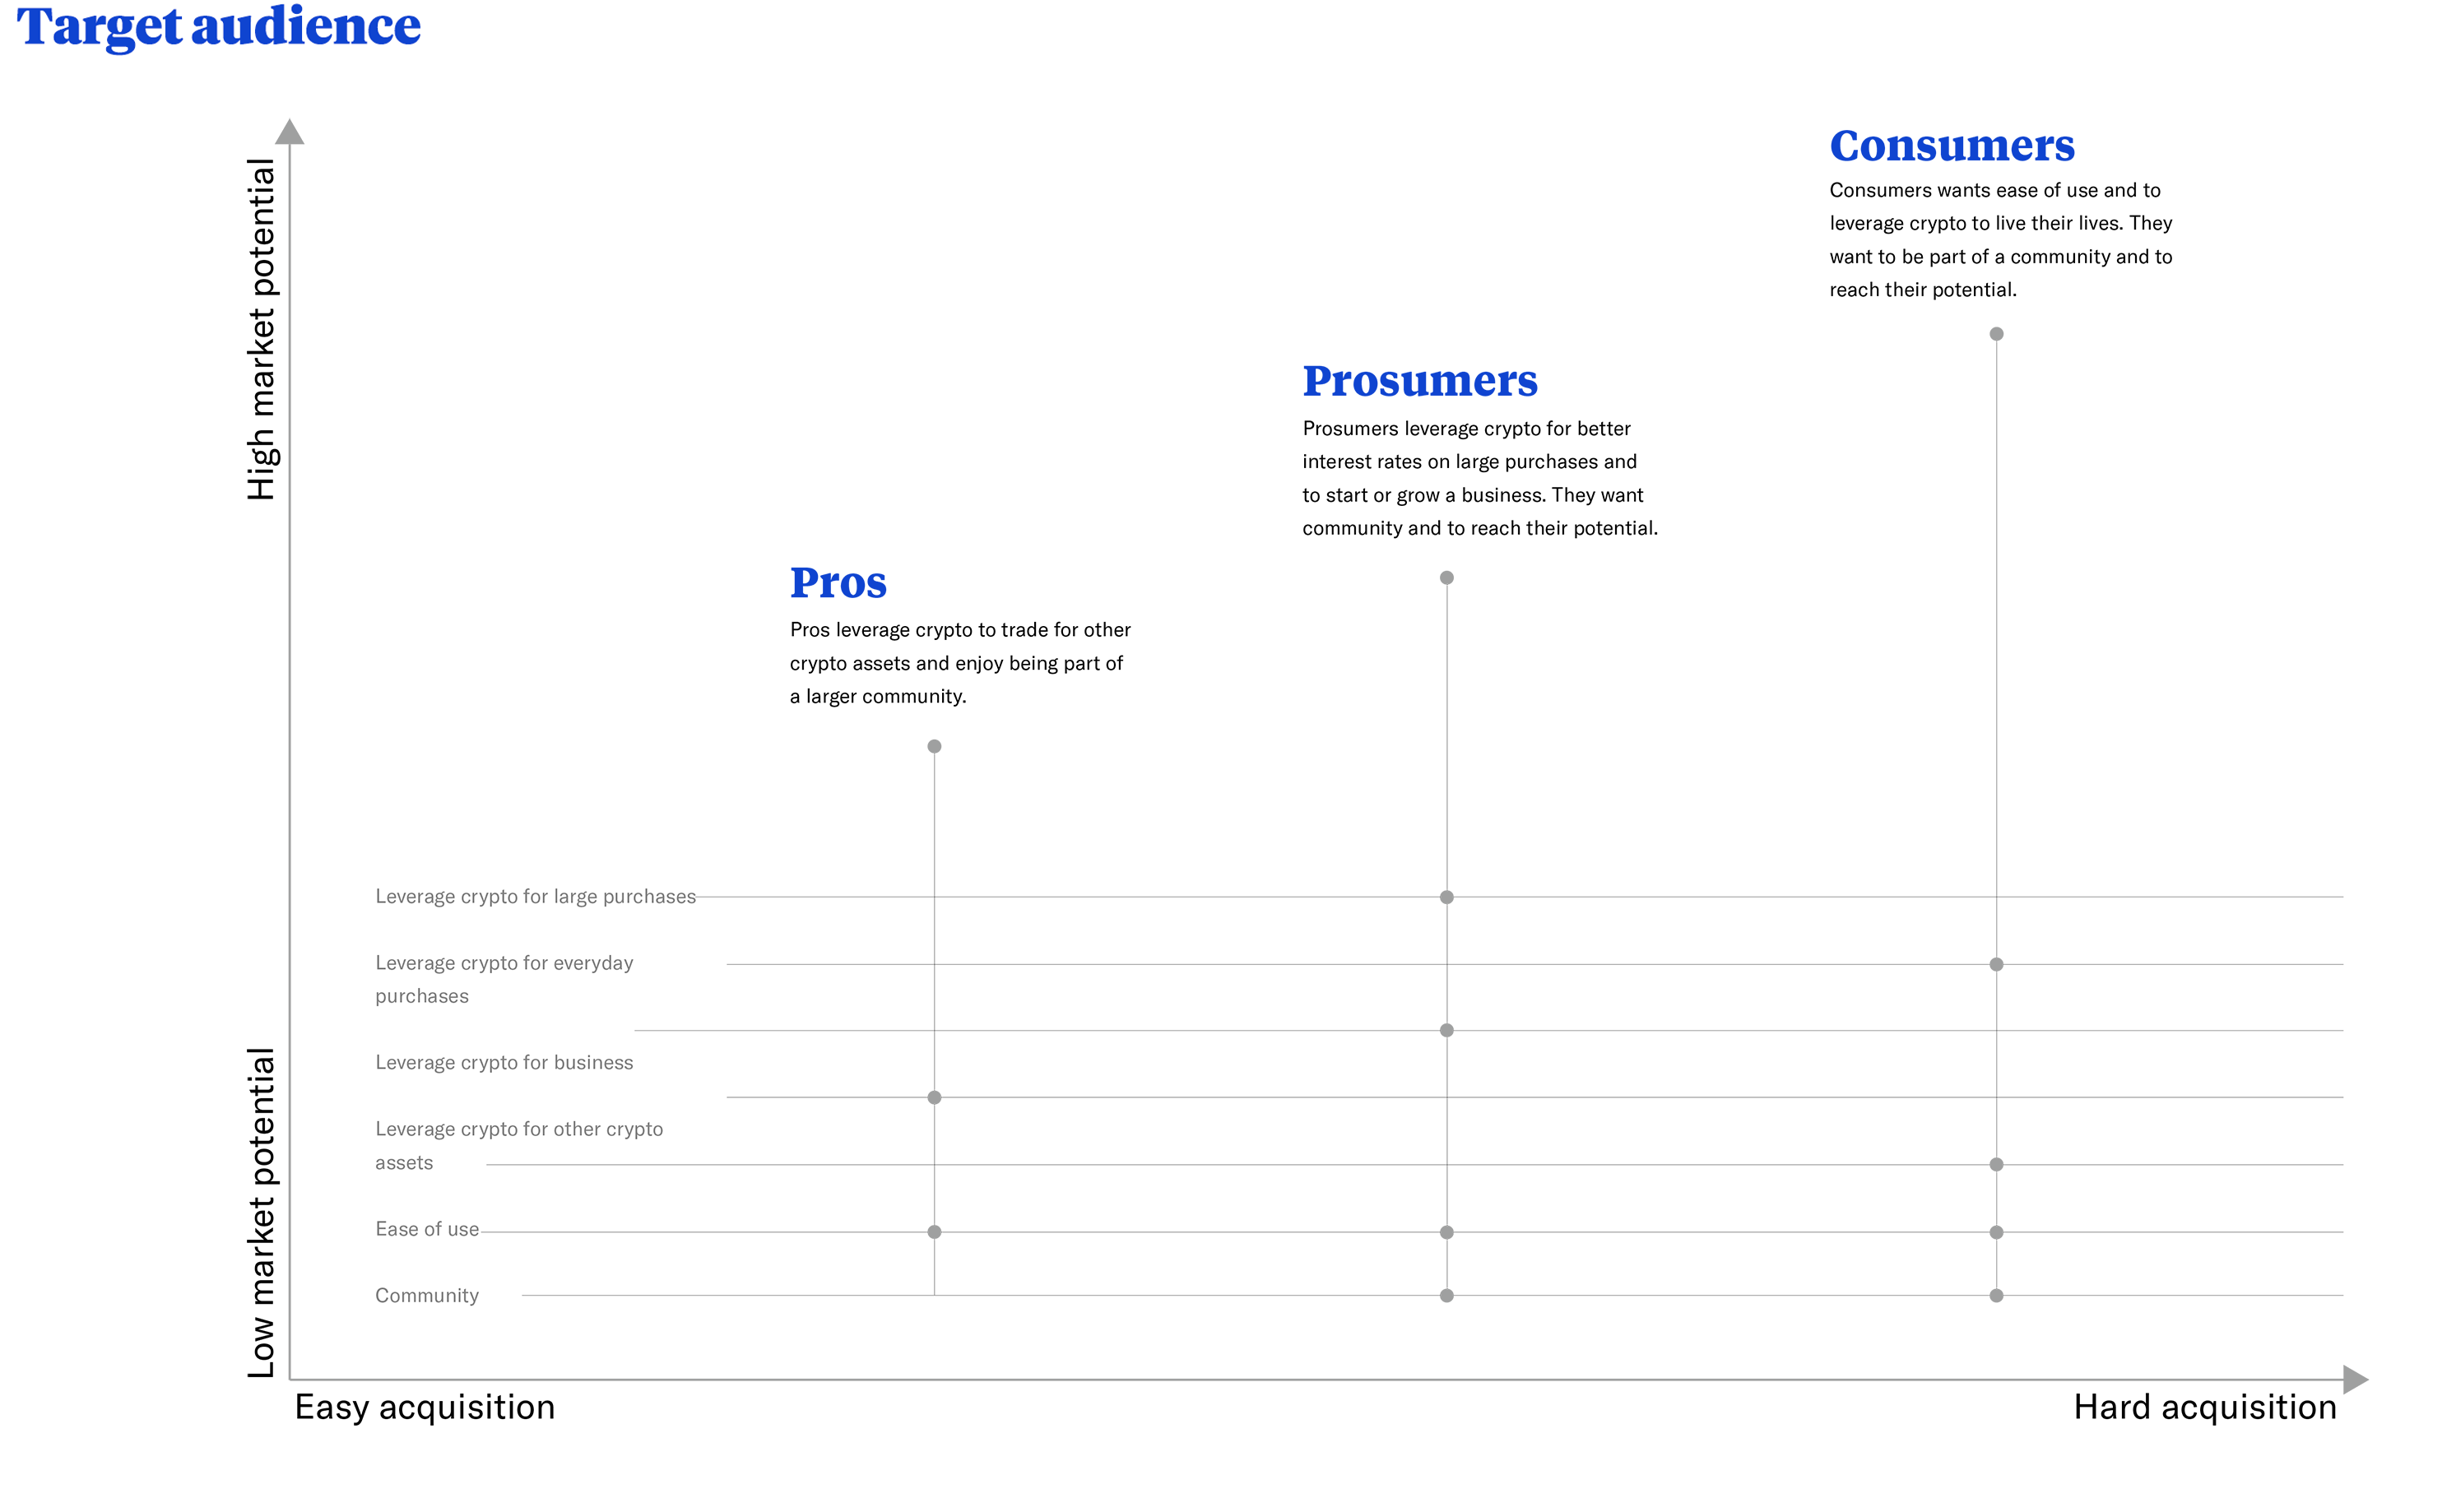 Target audience
High market potential
Low market potential
Consumers
Consumers wants ease of use and to
leverage crypto to live their lives. They
want to be part of a community and to
reach their potential.
Prosumers
Prosumers leverage crypto for better
interest rates on large purchases and
to start or grow a business. They want
community and to reach their potential.
Pros
Pros leverage crypto to trade for other
crypto assets and enjoy being part of
a larger community.
Leverage crypto for large purchases
Leverage crypto for everyday
purchases
Leverage crypto for business
Leverage crypto for other crypto
assets
Ease of use
Community
Easy acquisition
Hard acquisition